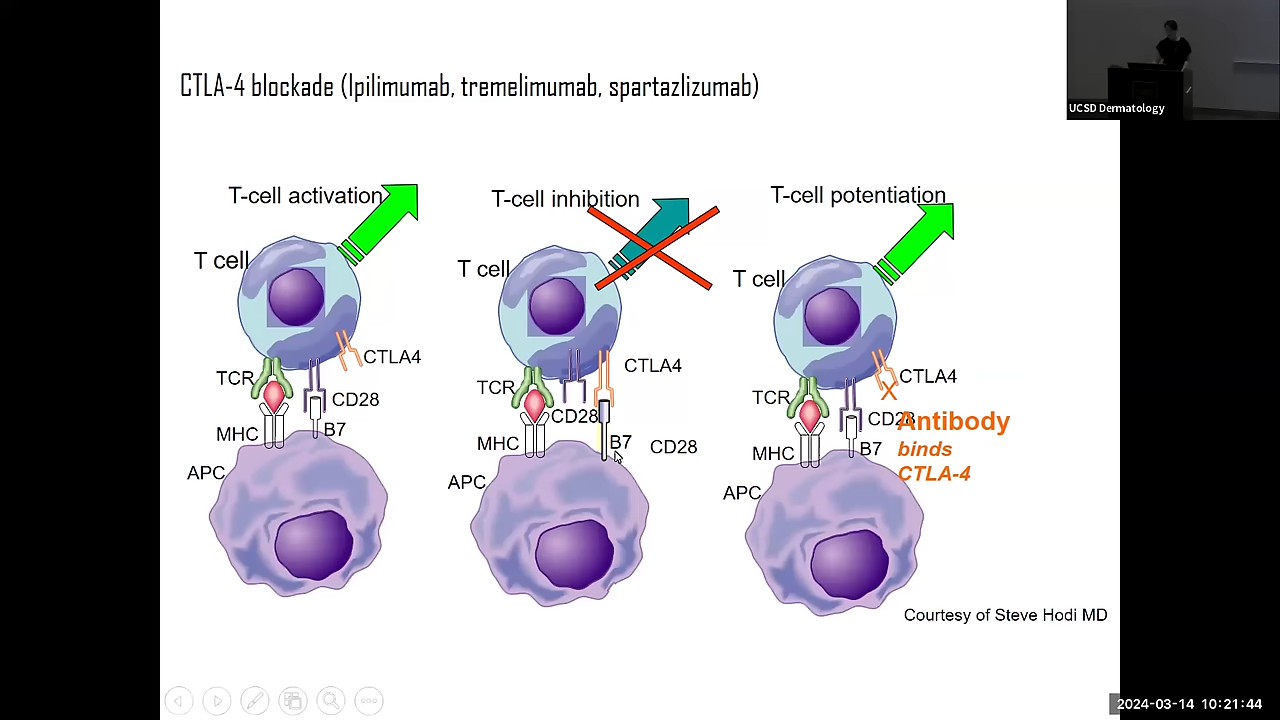 CTLA-4 blockade (Ipilimumab, tremelimumab, spartazlizumab)
UCSD Dermatology
T-cell activation
T cell
CTLA4
TCR
CD28
MHC
B7
APC
T-cell inhibition
T cell
CTLA4
TCR
CD28
MHC
B7
CD28
APC
T-cell potentiation
T cell
CTLA4
TCR
CD28
MHC
B7
APC
X
Antibody
binds
CTLA-4
Courtesy of Steve Hodi MD
2024-03-14 10:21:44